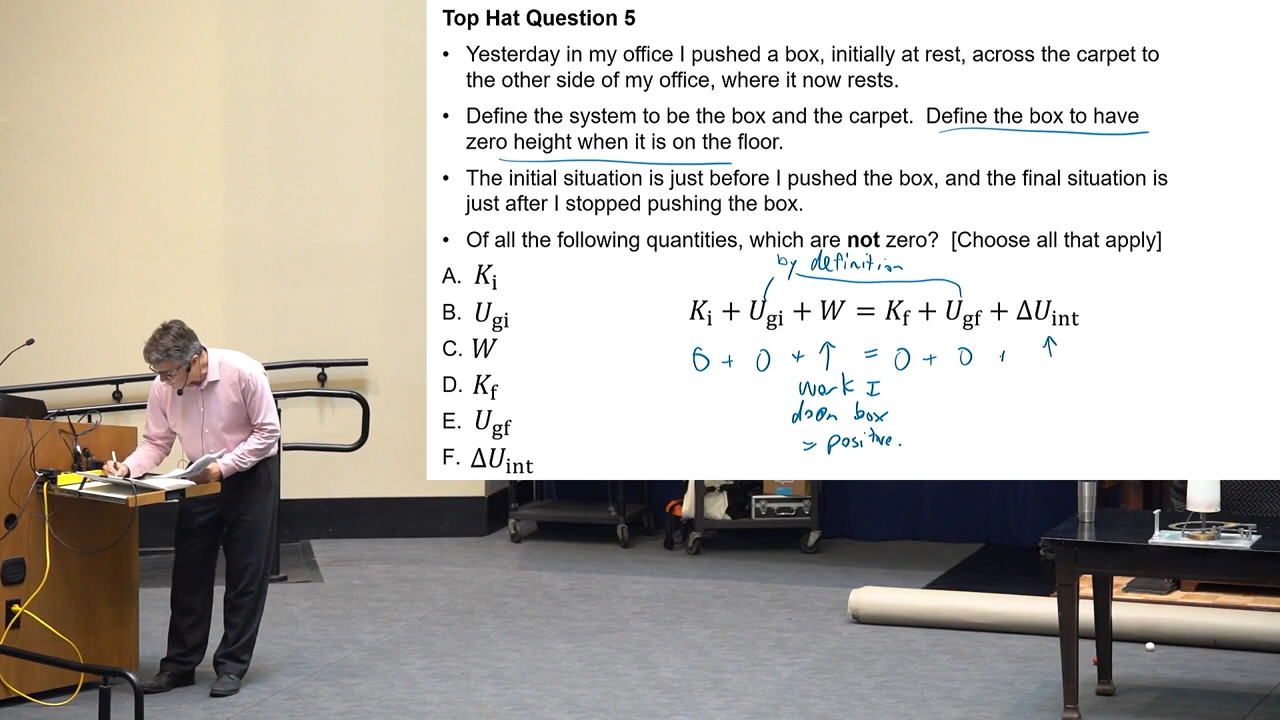 Top Hat Question 5
• Yesterday in my office I pushed a box, initially at rest, across the carpet to
the other side of my office, where it now rests.
• Define the system to be the box and the carpet. Define the box to have
zero height when it is on the floor.
• The initial situation is just before I pushed the box, and the final situation is
just after I stopped pushing the box.
• Of all the following quantities, which are not zero? [Choose all that apply]
by definition
A. Ki
B. Ugi
C. W
D. Kf
E. Ugf
F. ΔUint
Ki + Ugi + W = Kf + Ugf + ΔUint
0 + 0 + ↑ = 0 + 0 + ↑
work I
do on box
= positive.